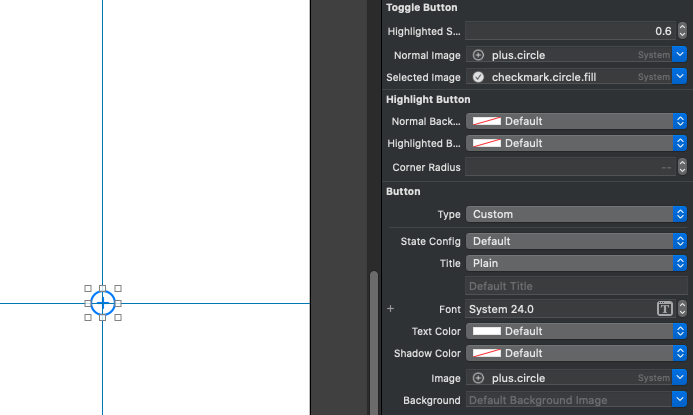 Toggle Button
Highlighted S... 0.6
Normal Image plus.circle System
Selected Image checkmark.circle.fill System
Highlight Button
Normal Back... Default
Highlighted B... Default
Corner Radius --
Button
Type Custom
State Config Default
Title Plain
Default Title
+ Font System 24.0 T
Text Color Default
Shadow Color Default
Image plus.circle System
Background Default Background Image